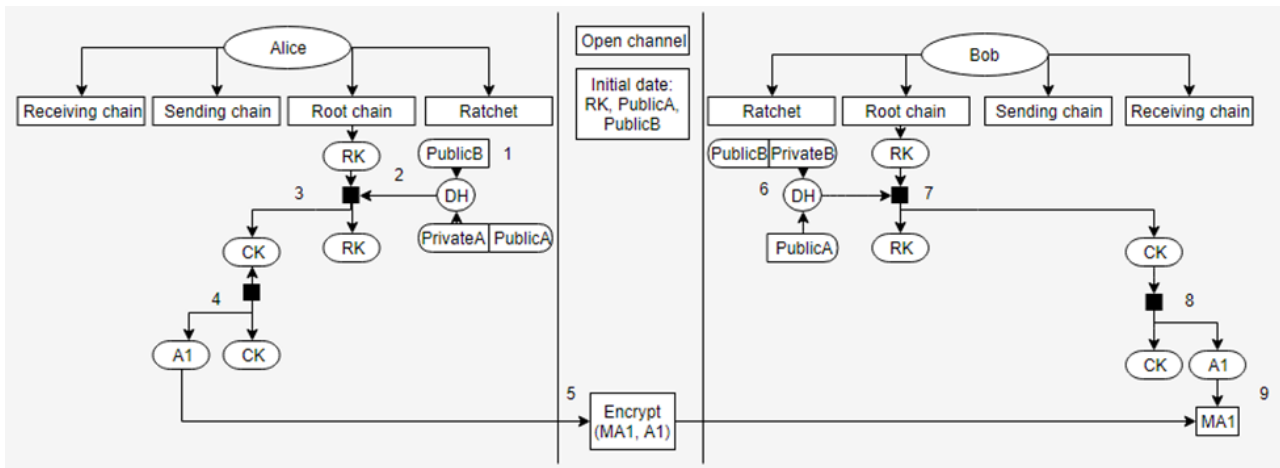 Alice
Open channel
Bob
Initial date:
RK, PublicA,
PublicB
Receiving chain
Sending chain
Root chain
Ratchet
Ratchet
Root chain
Sending chain
Receiving chain
RK
PublicB
1
PublicB
PrivateB
RK
2
3
DH
6
DH
7
CK
RK
PrivateA
PublicA
PublicA
RK
CK
4
8
A1
CK
CK
A1
5
Encrypt
(MA1, A1)
9
MA1